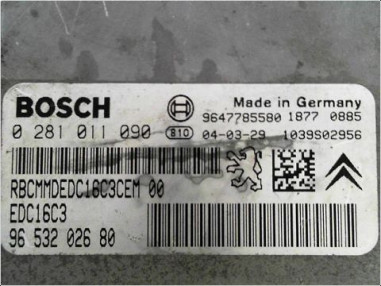 BOSCH
Made in Germany
9647785580 1877 0885
0 281 011 090 810 04-03-29 1039S02956
RBCMMDEDC16C3CEM 00
EDC16C3
96 532 026 80